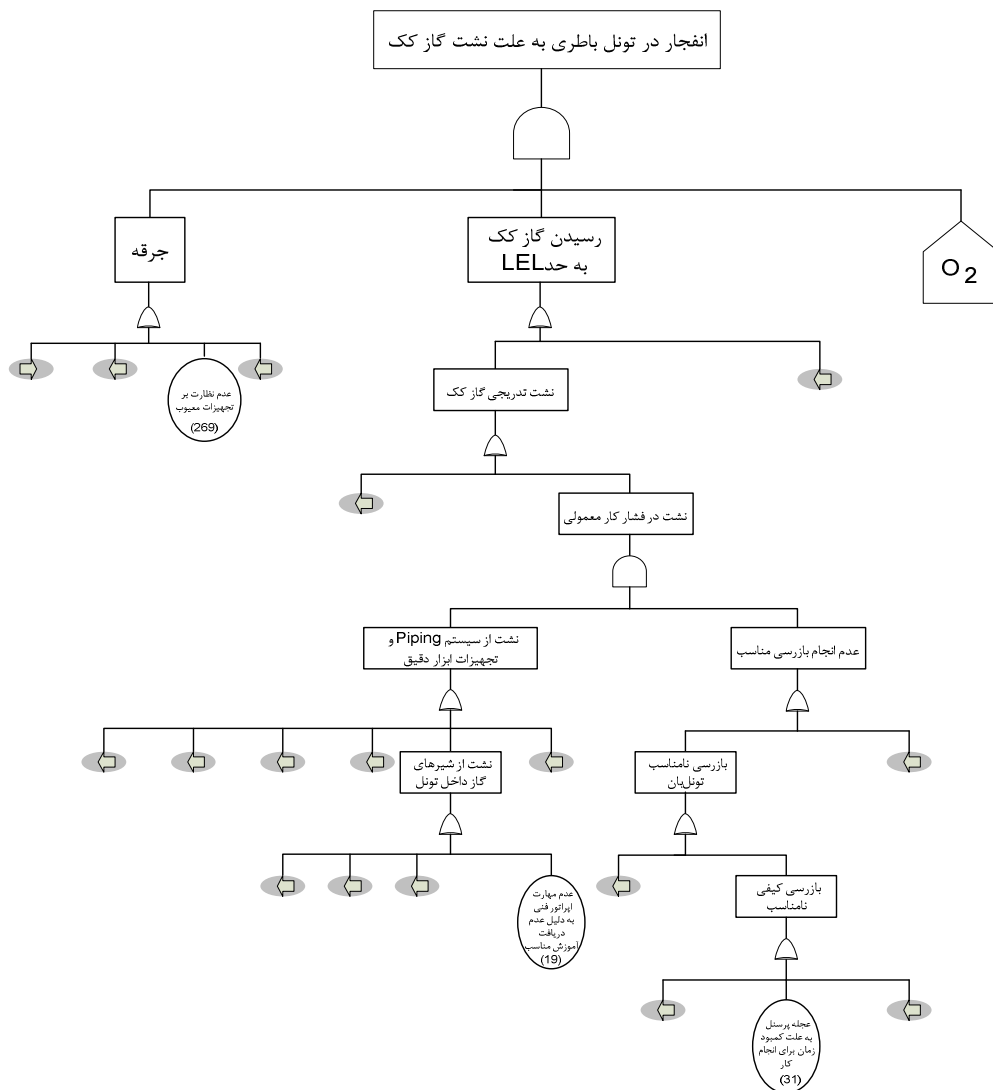 انفجار در تونل باطری به علت نشت گاز کک
جرقه
رسیدن گاز کک
به حد LEL
O2
عدم نظارت بر
تجهیزات معیوب
(269)
نشت تدریجی گاز کک
نشت در فشار کار معمولی
نشت از سیستم Piping و
تجهیزات ابزار دقیق
عدم انجام بازرسی مناسب
نشت از شیرهای
گاز داخل تونل
بازرسی نامناسب
تونل‌بان
عدم مهارت
اپراتور فنی
به دلیل عدم
دریافت
آموزش مناسب
(19)
بازرسی کیفی
نامناسب
عجله پرسنل
به علت کمبود
زمان برای انجام
کار
(31)